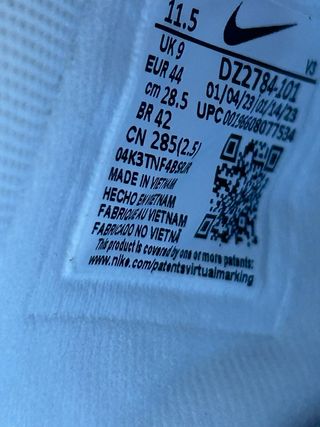 11.5
V3
UK 9
EUR 44
cm 28.5
BR 42
CN 285(2.5)
DZ2784-101
01/04/23 01/14/23
UPC 00196608077534
MADE IN VIETNAM
HECHO EN VIETNAM
FABRIQUÉ AU VIETNAM
FABRICADO NO VIETNÃ
This product is covered by one or more patents:
www.nike.com/patentsvirtualmarking